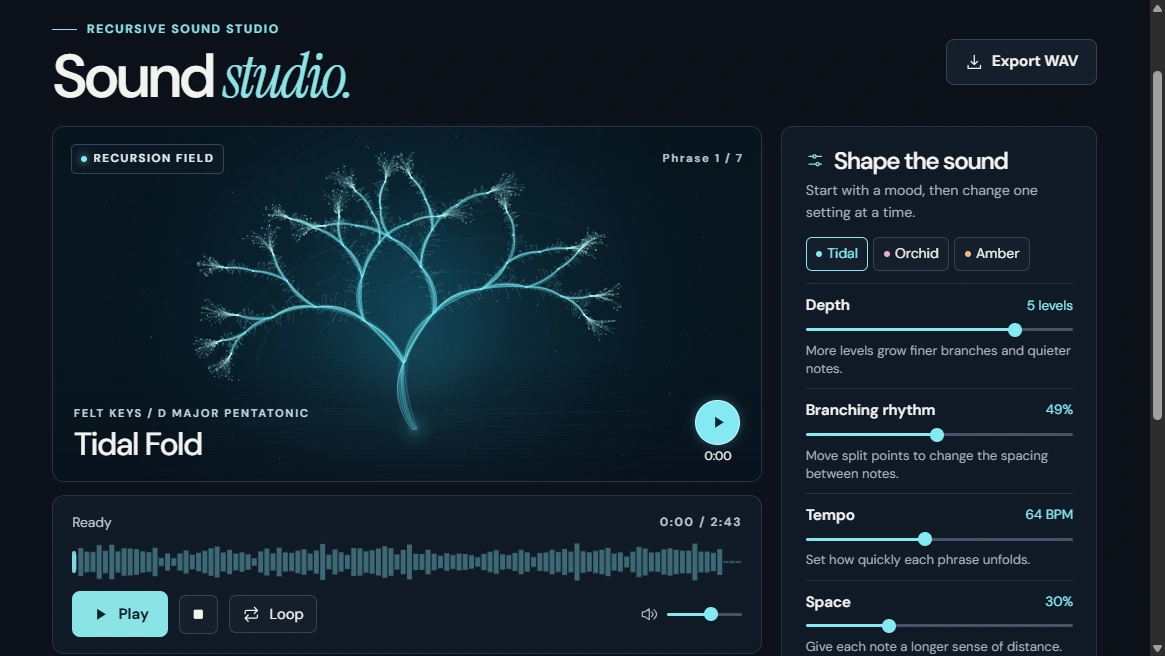 RECURSIVE SOUND STUDIO
Sound studio.
Export WAV
RECURSION FIELD
Phrase 1 / 7
FELT KEYS / D MAJOR PENTATONIC
Tidal Fold
0:00
Ready
0:00 / 2:43
Play
Loop
Shape the sound
Start with a mood, then change one
setting at a time.
Tidal
Orchid
Amber
Depth
5 levels
More levels grow finer branches and quieter
notes.
Branching rhythm
49%
Move split points to change the spacing
between notes.
Tempo
64 BPM
Set how quickly each phrase unfolds.
Space
30%
Give each note a longer sense of distance.